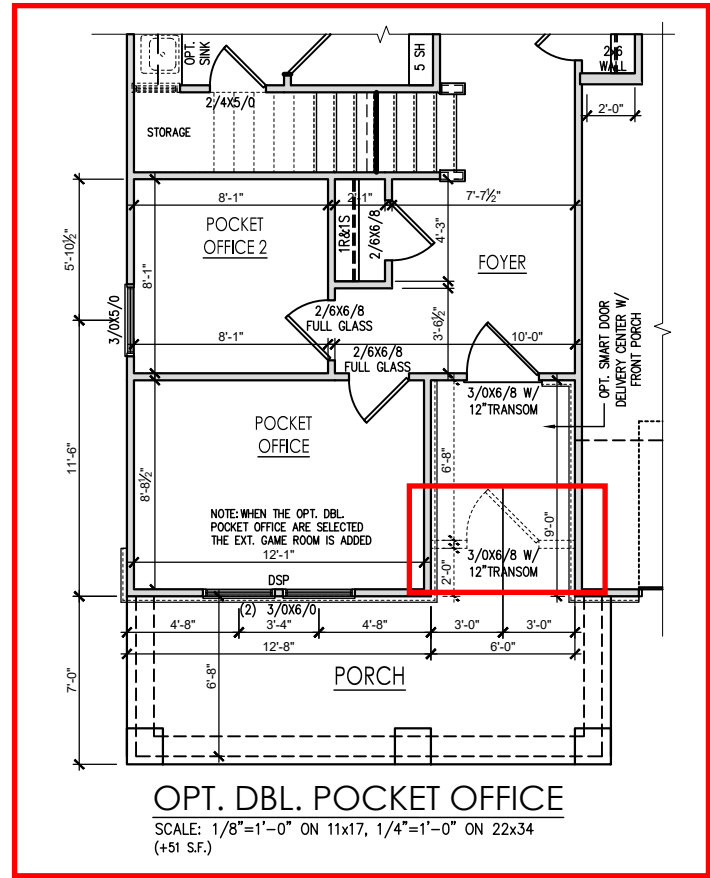 OPT.
SINK
5 SH
2x6
WALL
2/4X5/0
2'-0"
STORAGE
8'-1"
2'-1"
7'-7½"
POCKET
OFFICE 2
1R&1S
2/6X6/8
4'-3"
FOYER
5'-10½"
8'-1"
3/0X5/0
2/6X6/8
FULL GLASS
3'-6½"
8'-1"
10'-0"
2/6X6/8
FULL GLASS
OPT. SMART DOOR
DELIVERY CENTER W/
FRONT PORCH
3/0X6/8 W/
12"TRANSOM
POCKET
OFFICE
11'-6"
8'-8½"
6'-8"
9'-0"
NOTE: WHEN THE OPT. DBL.
POCKET OFFICE ARE SELECTED
THE EXT. GAME ROOM IS ADDED
12'-1"
3/0X6/8 W/
12"TRANSOM
2'-0"
DSP
(2) 3/0X6/0
4'-8"
3'-4"
4'-8"
3'-0"
3'-0"
12'-8"
6'-0"
7'-0"
6'-8"
PORCH
OPT. DBL. POCKET OFFICE
SCALE: 1/8"=1'-0" ON 11x17, 1/4"=1'-0" ON 22x34
(+51 S.F.)